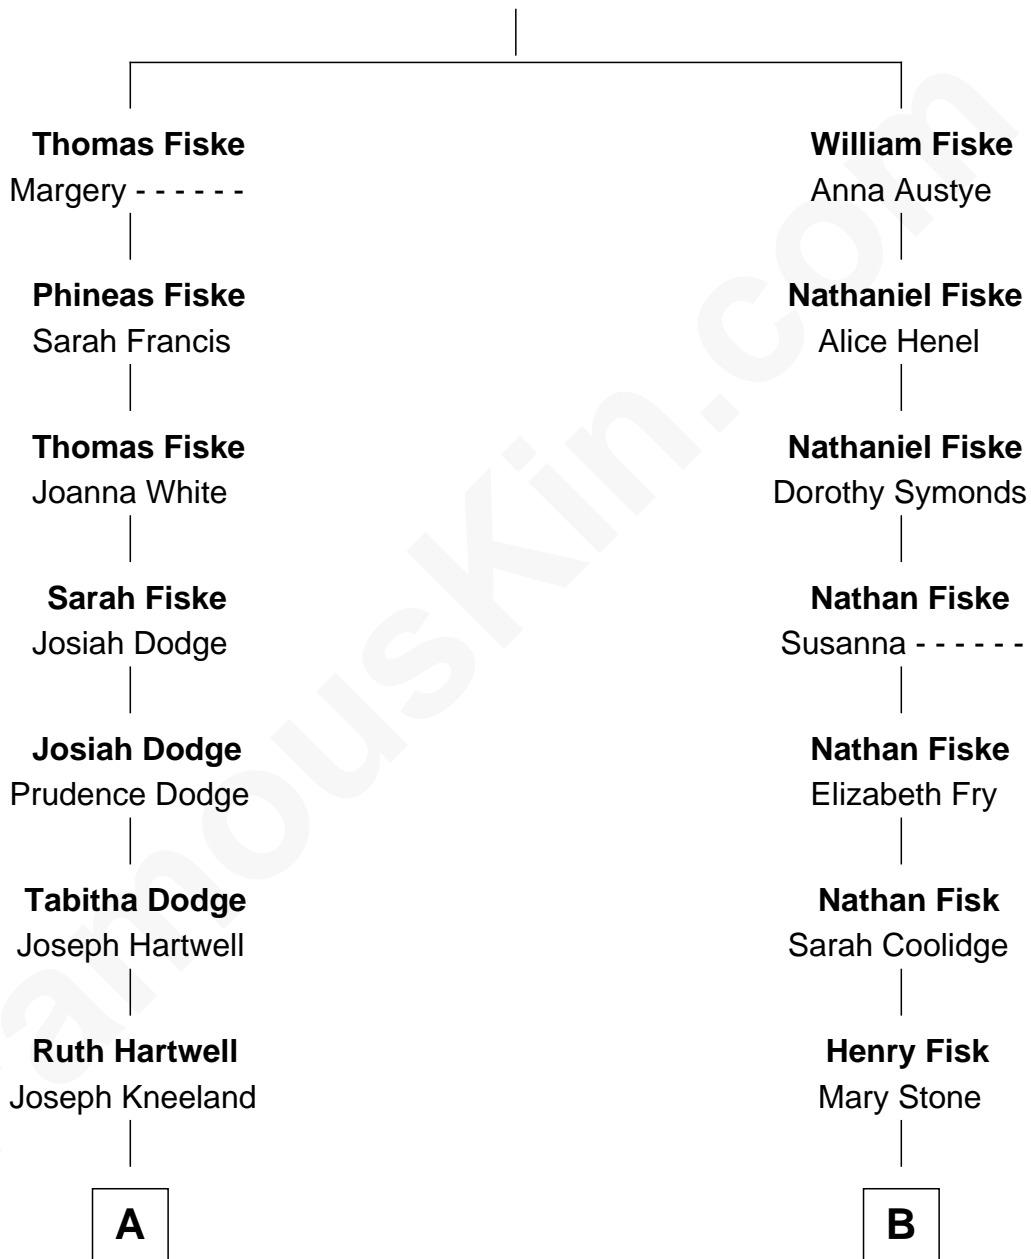 Thomas Fiske
Margery - - - - - -
William Fiske
Anna Austye
Phineas Fiske
Sarah Francis
Nathaniel Fiske
Alice Henel
Thomas Fiske
Joanna White
Nathaniel Fiske
Dorothy Symonds
Sarah Fiske
Josiah Dodge
Nathan Fiske
Susanna - - - - - -
Josiah Dodge
Prudence Dodge
Nathan Fiske
Elizabeth Fry
Tabitha Dodge
Joseph Hartwell
Nathan Fisk
Sarah Coolidge
Ruth Hartwell
Joseph Kneeland
Henry Fisk
Mary Stone
A
B
amouskin.com